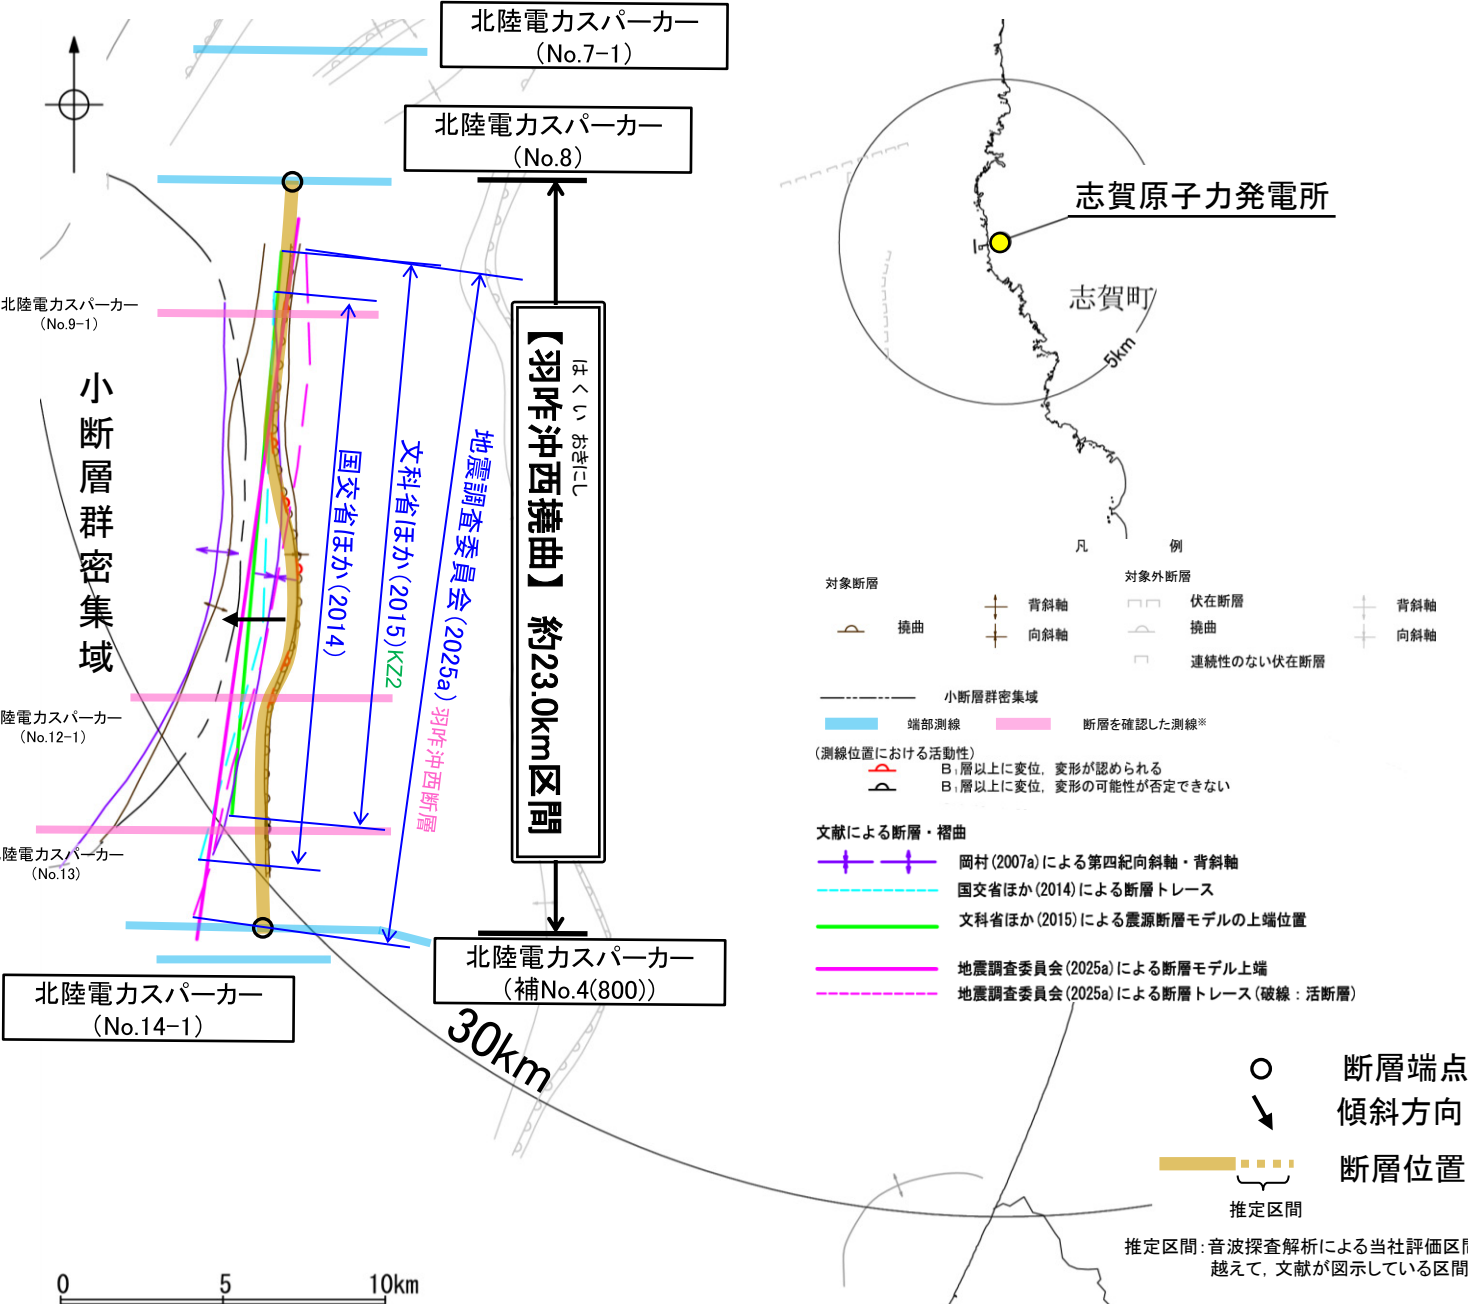 北陸電力スパーカー
（No.7-1）
北陸電力スパーカー
（No.8）
志賀原子力発電所
志賀町
5km
北陸電力スパーカー
（No.9-1）
小断層群密集域
国交省ほか(2014)
文科省ほか(2015)KZ2
地震調査委員会(2025a)羽咋沖西断層
はくい おきにし
【羽咋沖西撓曲】 約23.0km区間
陸電力スパーカー
（No.12-1）
陸電力スパーカー
（No.13）
北陸電力スパーカー
（補No.4(800)）
北陸電力スパーカー
（No.14-1）
30km
凡 例
対象断層
対象外断層
撓曲
背斜軸
向斜軸
伏在断層
撓曲
連続性のない伏在断層
背斜軸
向斜軸
小断層群密集域
端部測線
断層を確認した測線※
(測線位置における活動性)
B₁層以上に変位，変形が認められる
B₁層以上に変位，変形の可能性が否定できない
文献による断層・褶曲
岡村(2007a)による第四紀向斜軸・背斜軸
国交省ほか(2014)による断層トレース
文科省ほか(2015)による震源断層モデルの上端位置
地震調査委員会(2025a)による断層モデル上端
地震調査委員会(2025a)による断層トレース(破線：活断層)
断層端点
傾斜方向
断層位置
推定区間
推定区間：音波探査解析による当社評価区間
越えて，文献が図示している区間
0 5 10km